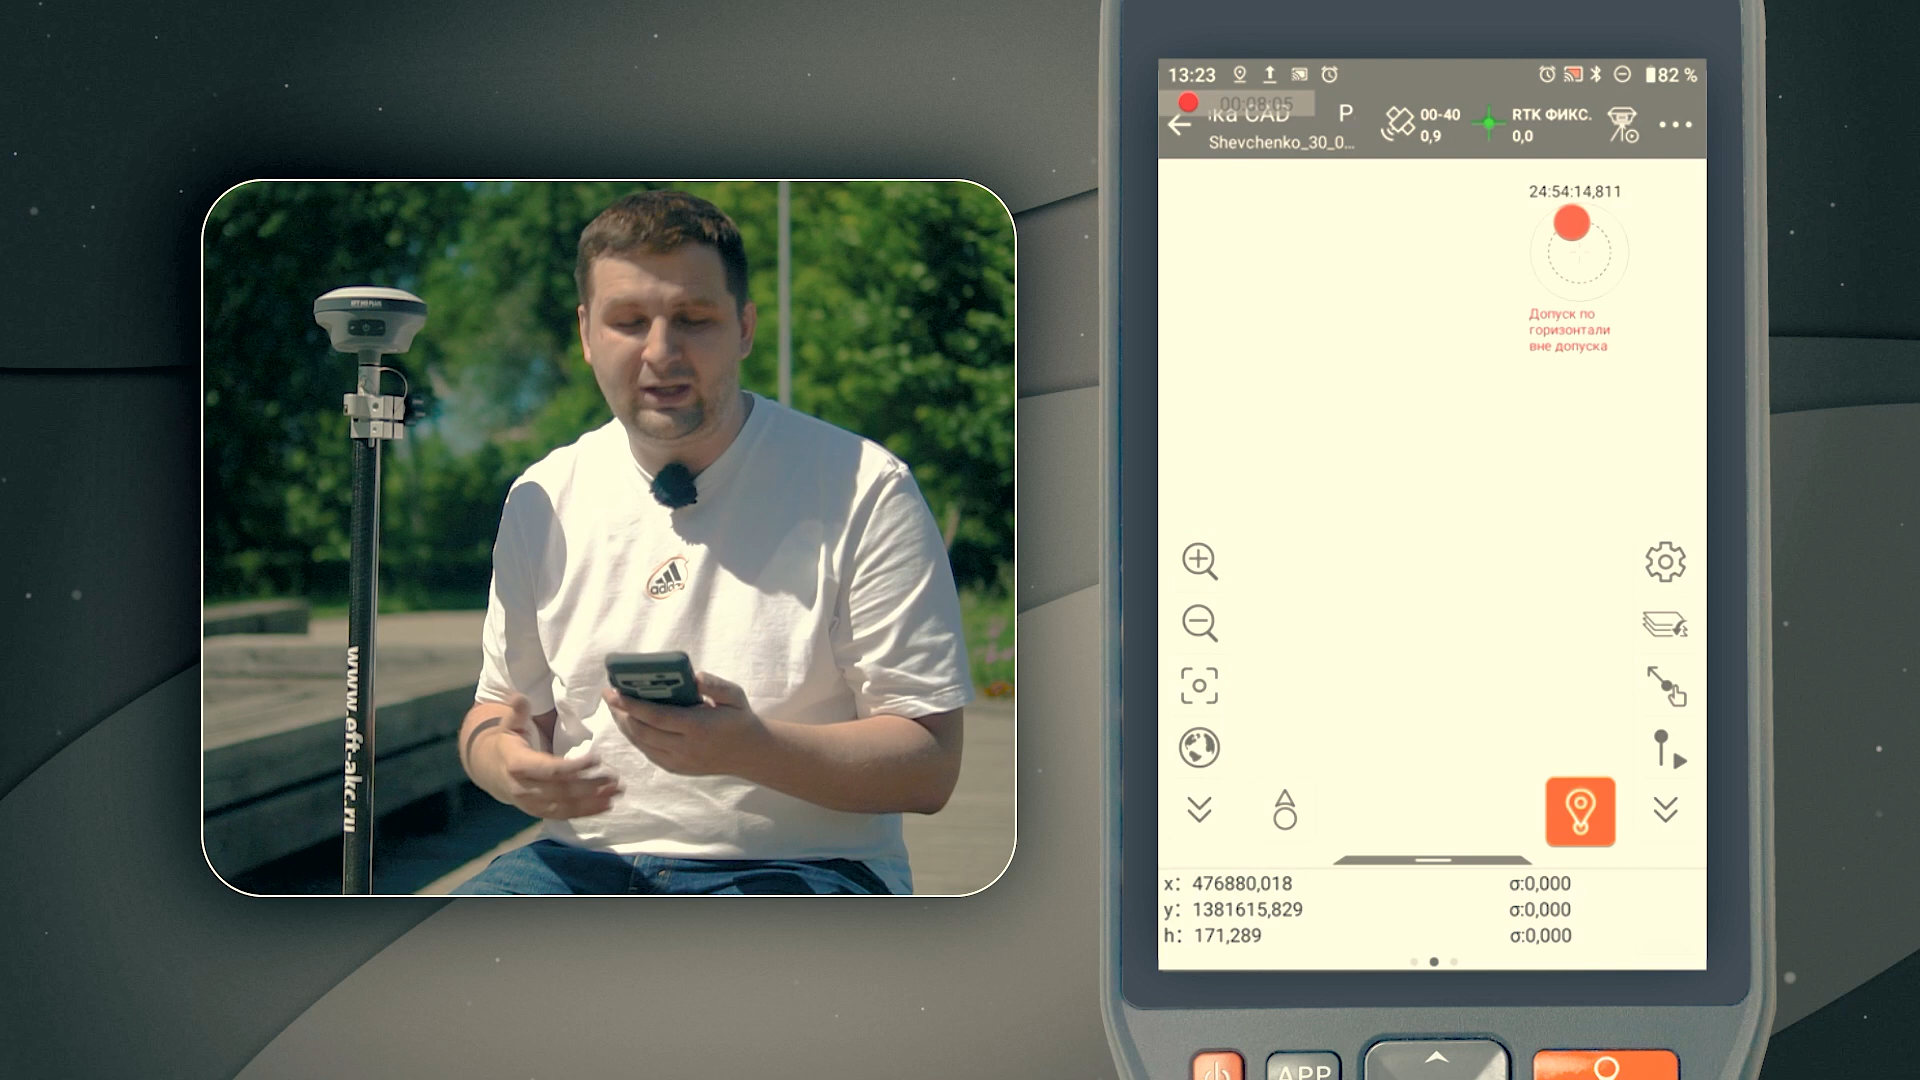 13:23
82 %
00:08:05
ка CAD
P
00-40
RTK ФИКС.
Shevchenko_30_0...
0,9
0,0
24:54:14,811
Допуск по
горизонтали
вне допуска
adidas
www.eft-akc.ru
x: 476880,018 σ:0,000
y: 1381615,829 σ:0,000
h: 171,289 σ:0,000
APP